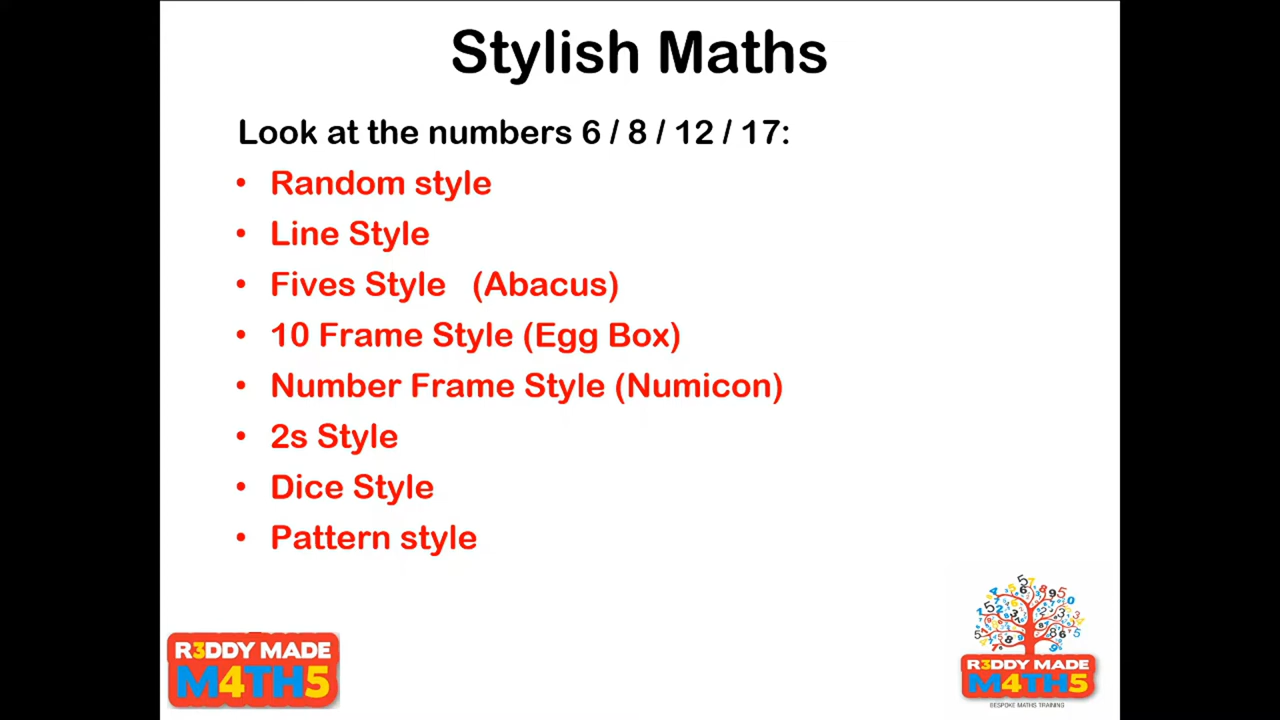 Stylish Maths
Look at the numbers 6 / 8 / 12 / 17:
• Random style
• Line Style
• Fives Style (Abacus)
• 10 Frame Style (Egg Box)
• Number Frame Style (Numicon)
• 2s Style
• Dice Style
• Pattern style
R3DDY MADE
M4TH5
R3DDY MADE
M4TH5
BESPOKE MATHS TRAINING